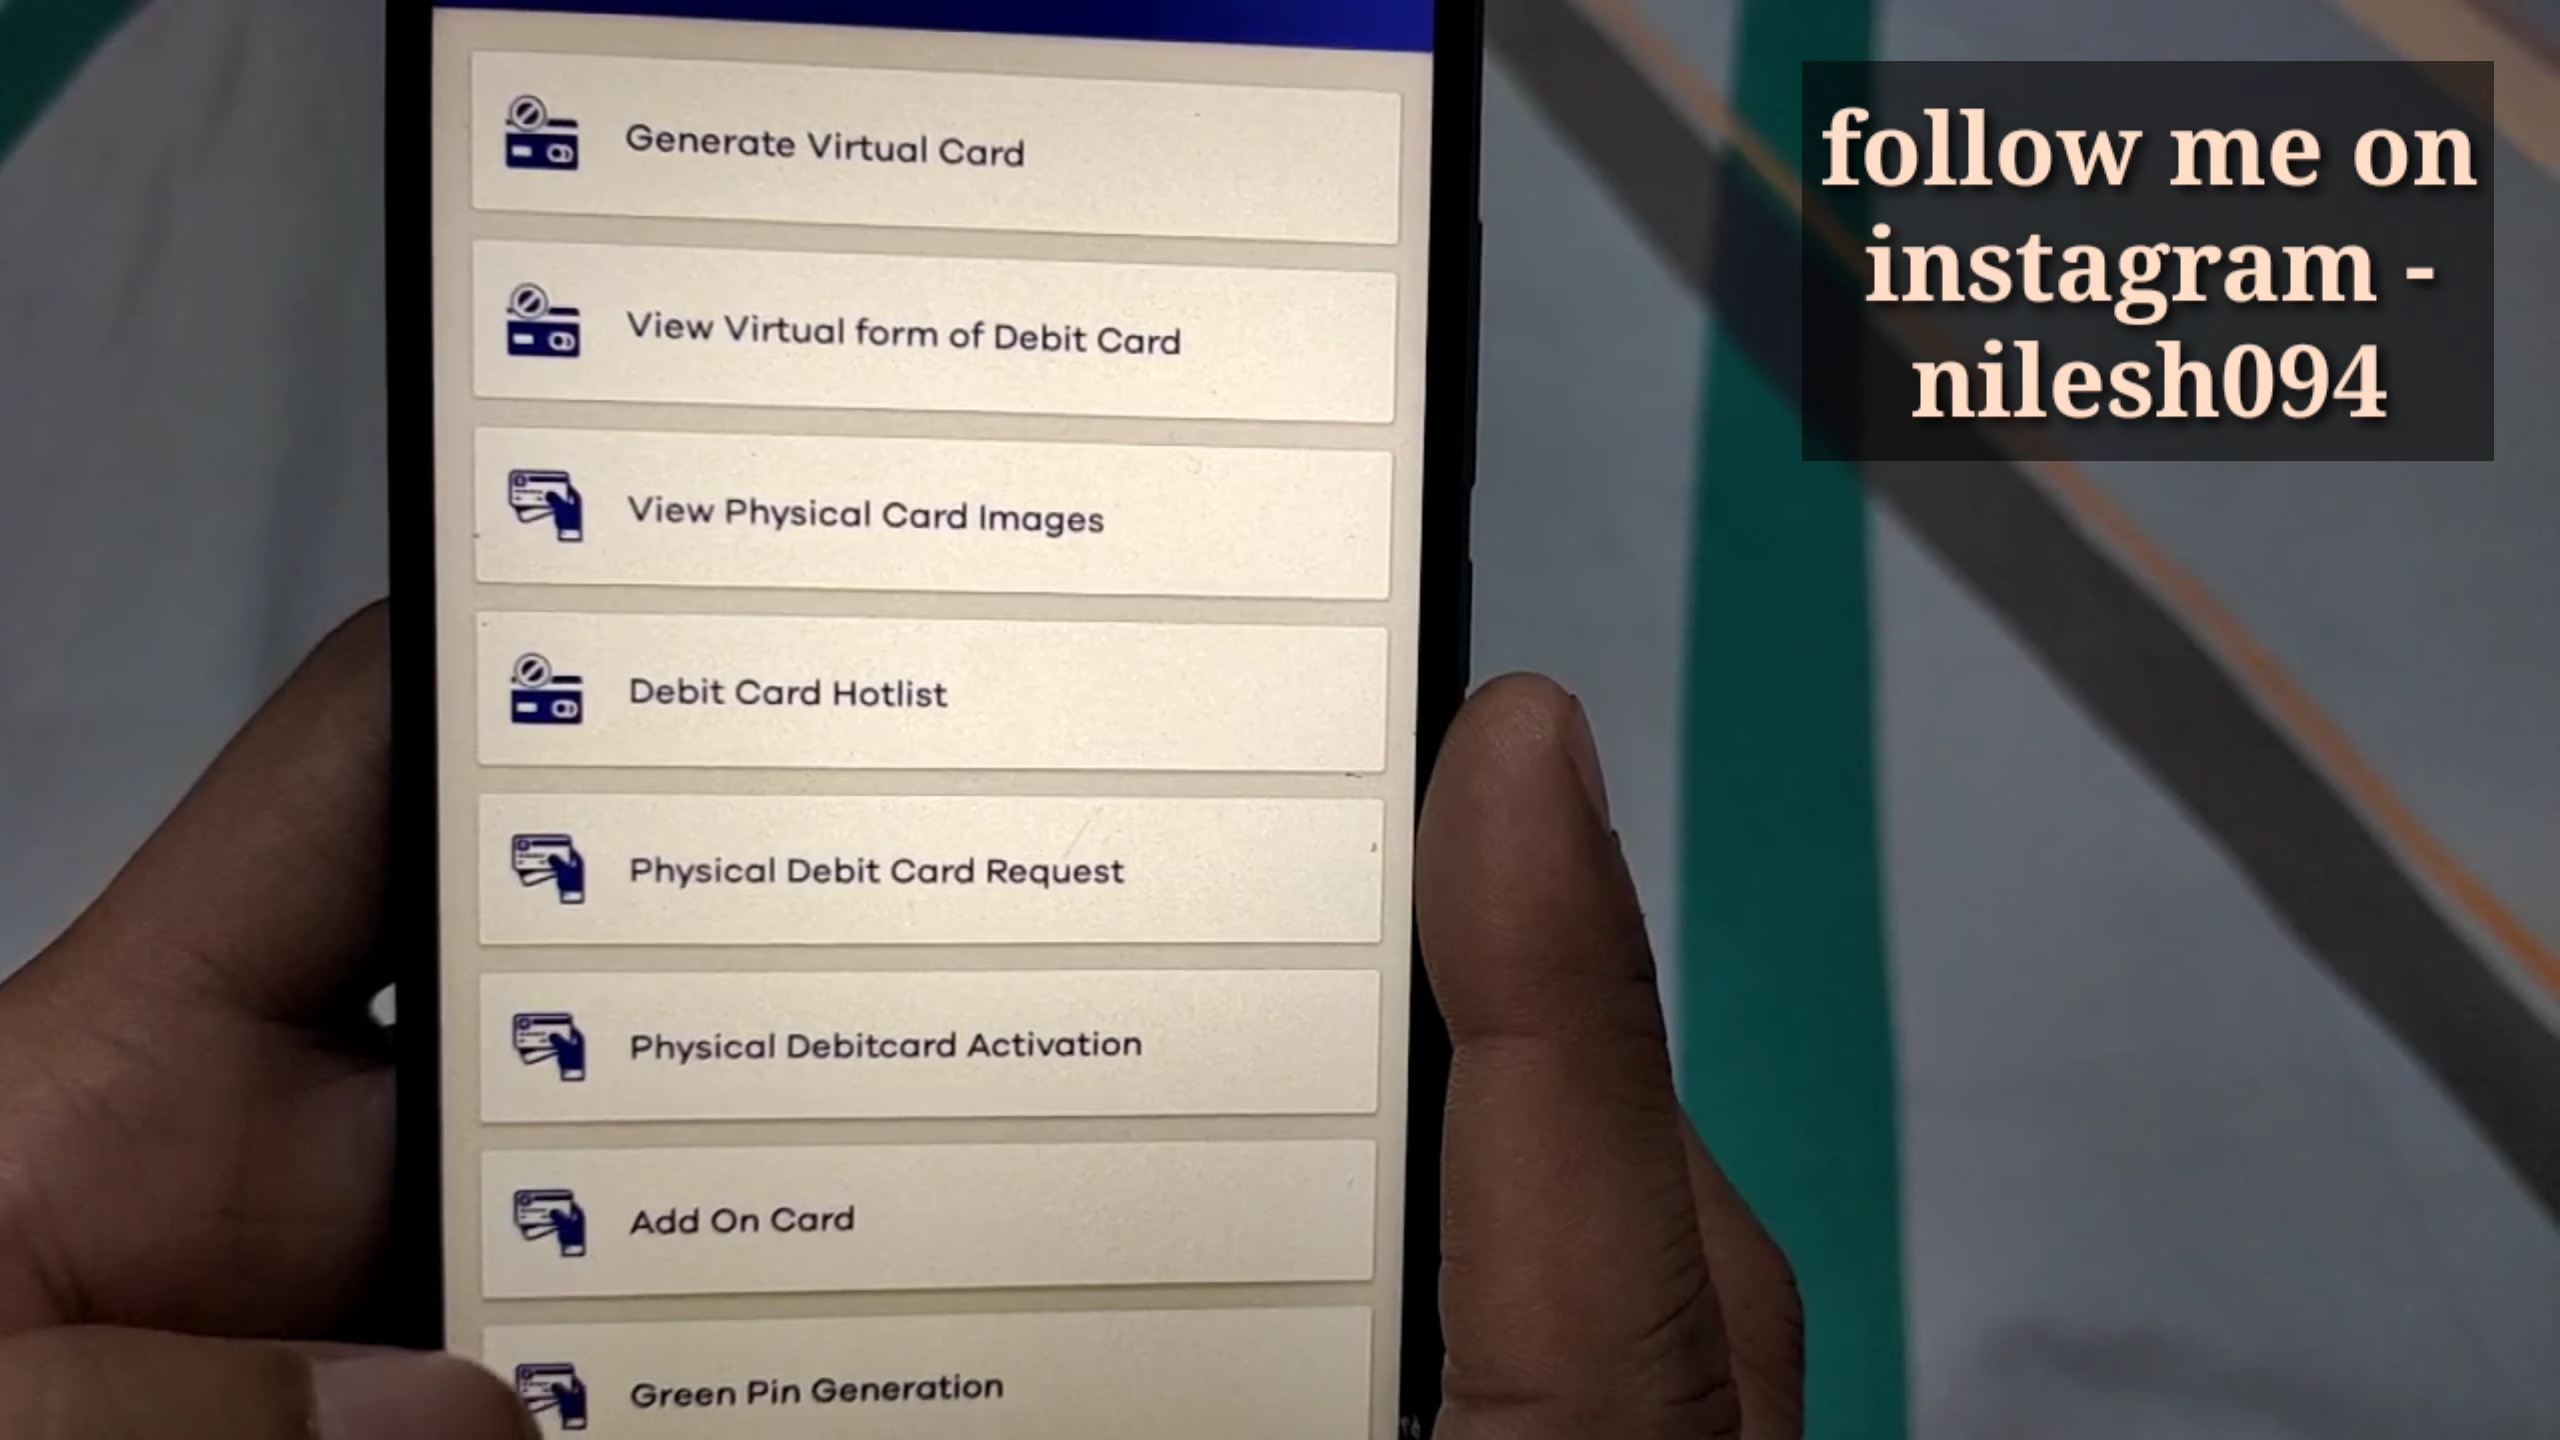 Generate Virtual Card
View Virtual form of Debit Card
View Physical Card Images
Debit Card Hotlist
Physical Debit Card Request
Physical Debitcard Activation
Add On Card
Green Pin Generation
follow me on
instagram -
nilesh094